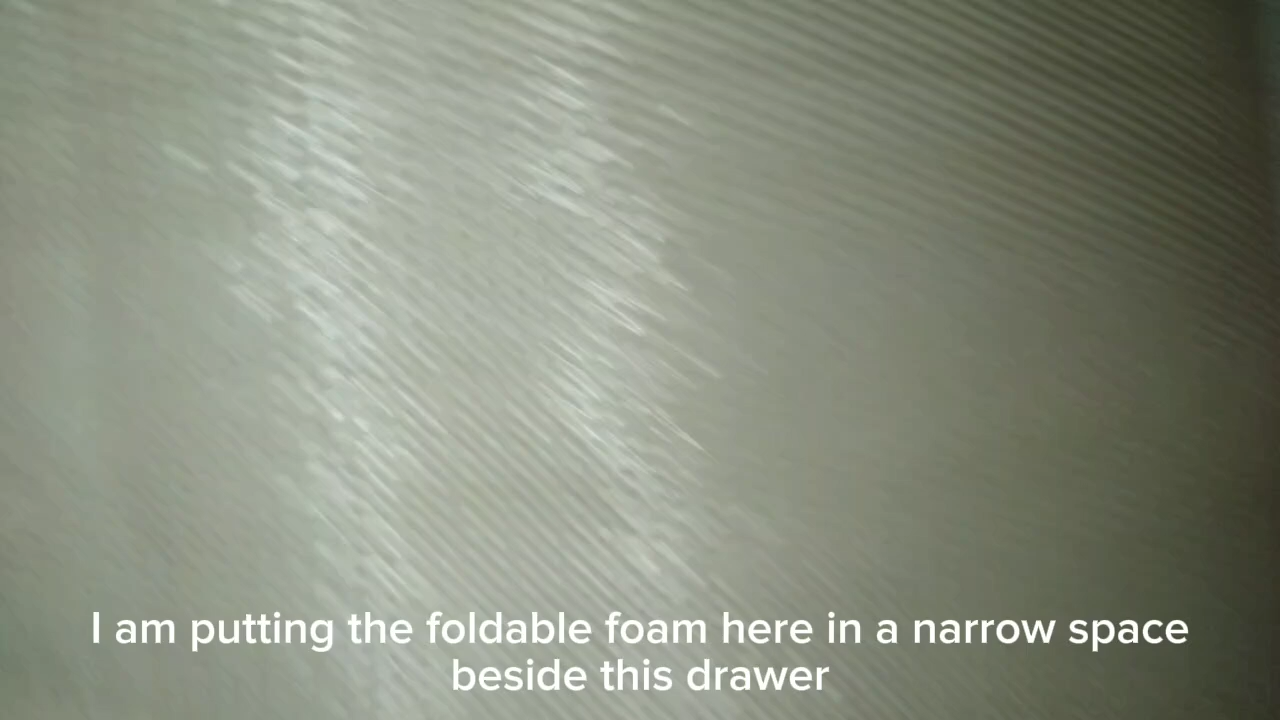 I am putting the foldable foam here in a narrow space
beside this drawer